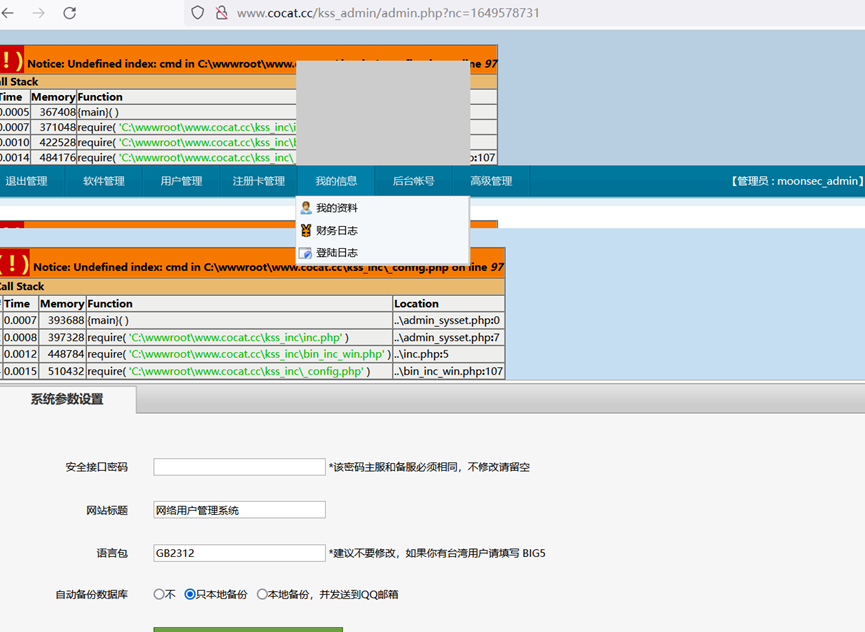 www.cocat.cc/kss_admin/admin.php?nc=1649578731
!) Notice: Undefined index: cmd in C:\wwwroot\www. ne 97
all Stack
Time Memory Function
0.0005 367408 {main}( )
0.0007 371048 require( 'C:\wwwroot\www.cocat.cc\kss_inc\i
0.0010 422528 require( 'C:\wwwroot\www.cocat.cc\kss_inc\
0.0014 484176 require( 'C:\wwwroot\www.cocat.cc\kss_inc\_ p:107
退出管理 软件管理 用户管理 注册卡管理 我的信息 后台帐号 高级管理 【管理员 : moonsec_admin】
我的资料
财务日志
登陆日志
(!) Notice: Undefined index: cmd in C:\wwwroot\www.cocat.cc\kss_inc\_config.php on line 97
Call Stack
Time Memory Function Location
0.0007 393688 {main}( ) ..\admin_sysset.php:0
0.0008 397328 require( 'C:\wwwroot\www.cocat.cc\kss_inc\inc.php' ) ..\admin_sysset.php:7
0.0012 448784 require( 'C:\wwwroot\www.cocat.cc\kss_inc\bin_inc_win.php' ) ..\inc.php:5
0.0015 510432 require( 'C:\wwwroot\www.cocat.cc\kss_inc\_config.php' ) ..\bin_inc_win.php:107
系统参数设置
安全接口密码 *该密码主服和备服必须相同，不修改请留空
网站标题 网络用户管理系统
语言包 GB2312 *建议不要修改，如果你有台湾用户请填写 BIG5
自动备份数据库 不 只本地备份 本地备份，并发送到QQ邮箱